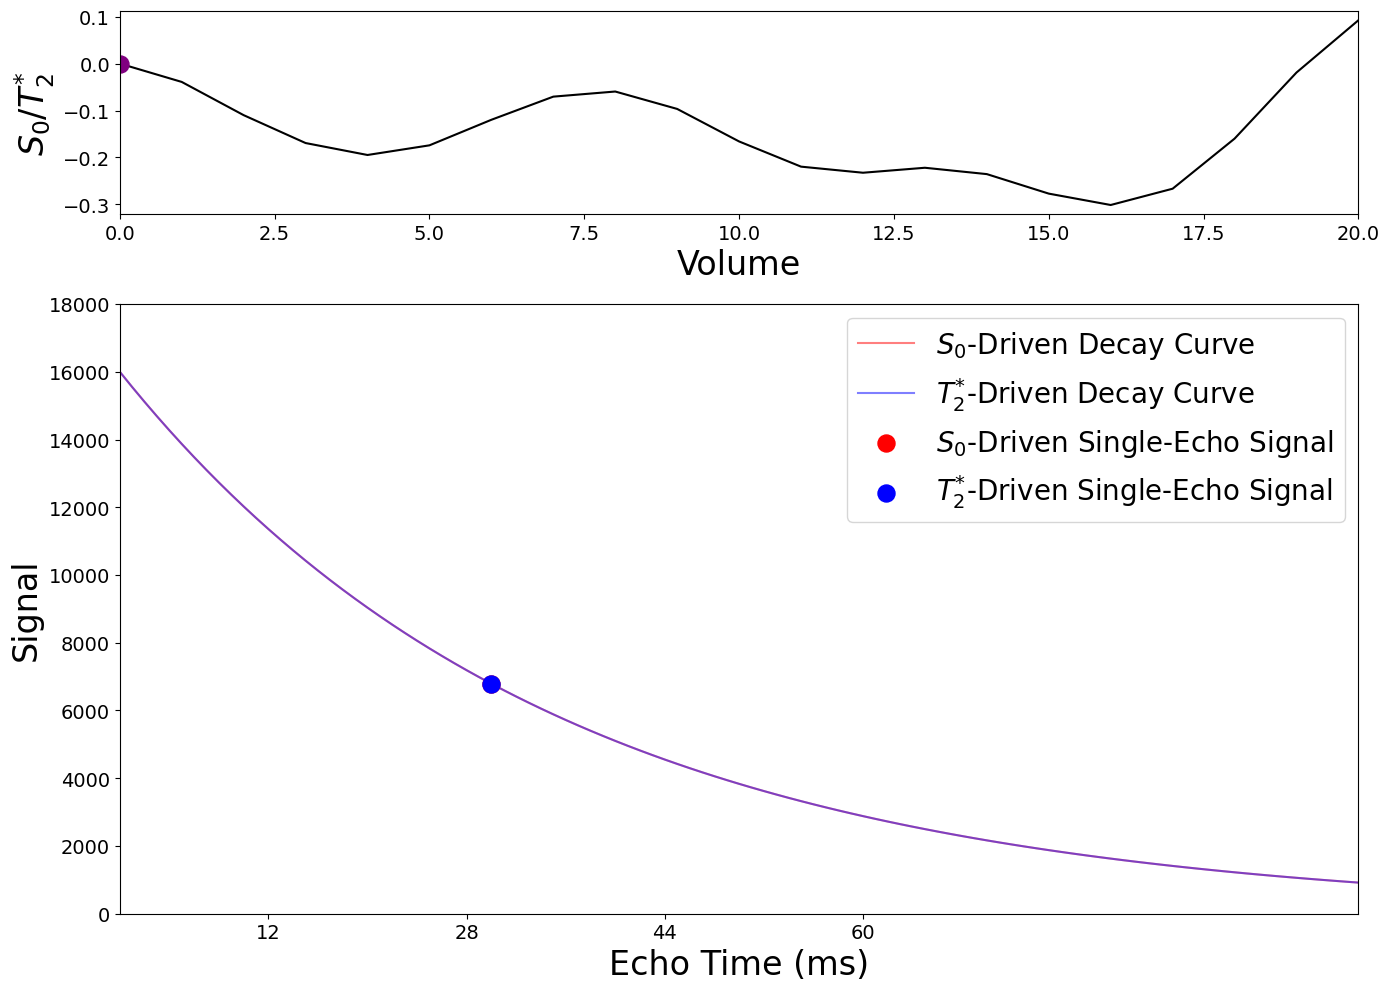 0.1
0.0
−0.1
−0.2
−0.3
S₀/T₂*
0.0 2.5 5.0 7.5 10.0 12.5 15.0 17.5 20.0
Volume
18000
16000
14000
12000
10000
8000
6000
4000
2000
0
Signal
S₀-Driven Decay Curve
T₂*-Driven Decay Curve
S₀-Driven Single-Echo Signal
T₂*-Driven Single-Echo Signal
12 28 44 60
Echo Time (ms)